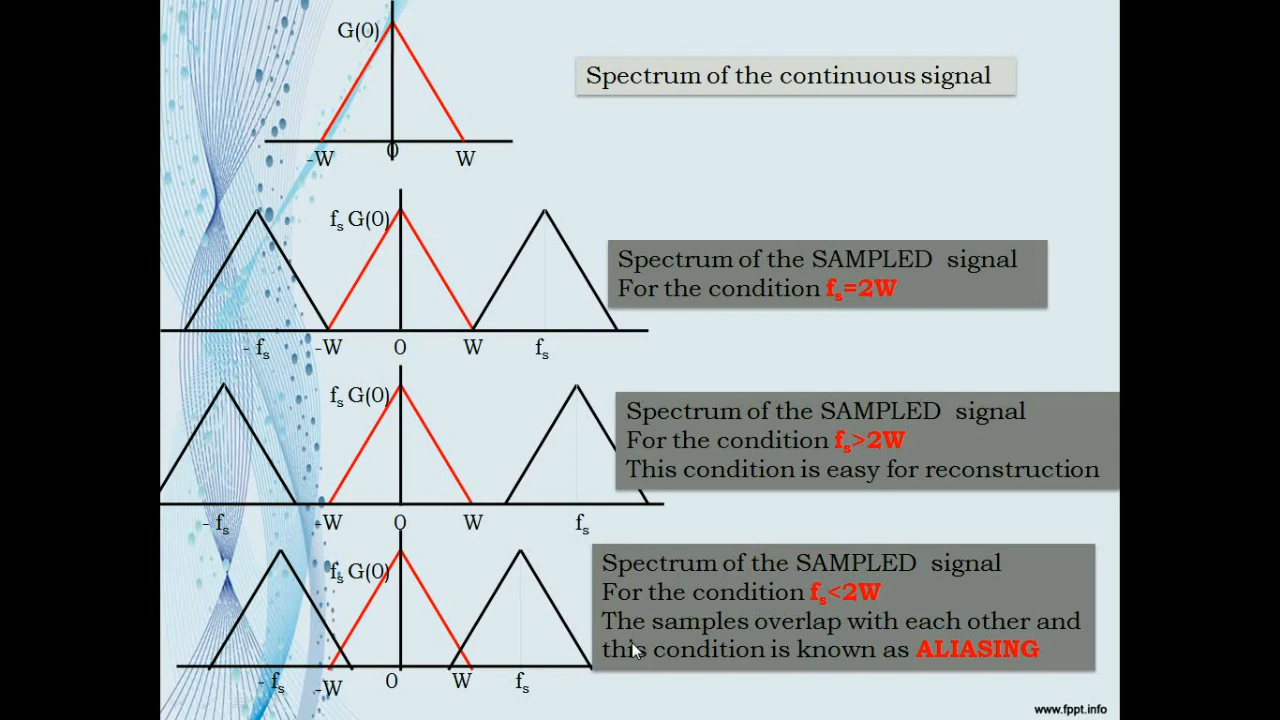 G(0)
Spectrum of the continuous signal
-W 0 W
fs G(0)
Spectrum of the SAMPLED signal
For the condition fs=2W
- fs -W 0 W fs
fs G(0)
Spectrum of the SAMPLED signal
For the condition fs>2W
This condition is easy for reconstruction
- fs -W 0 W fs
fs G(0)
Spectrum of the SAMPLED signal
For the condition fs<2W
The samples overlap with each other and
this condition is known as ALIASING
- fs -W 0 W fs
www.fppt.info